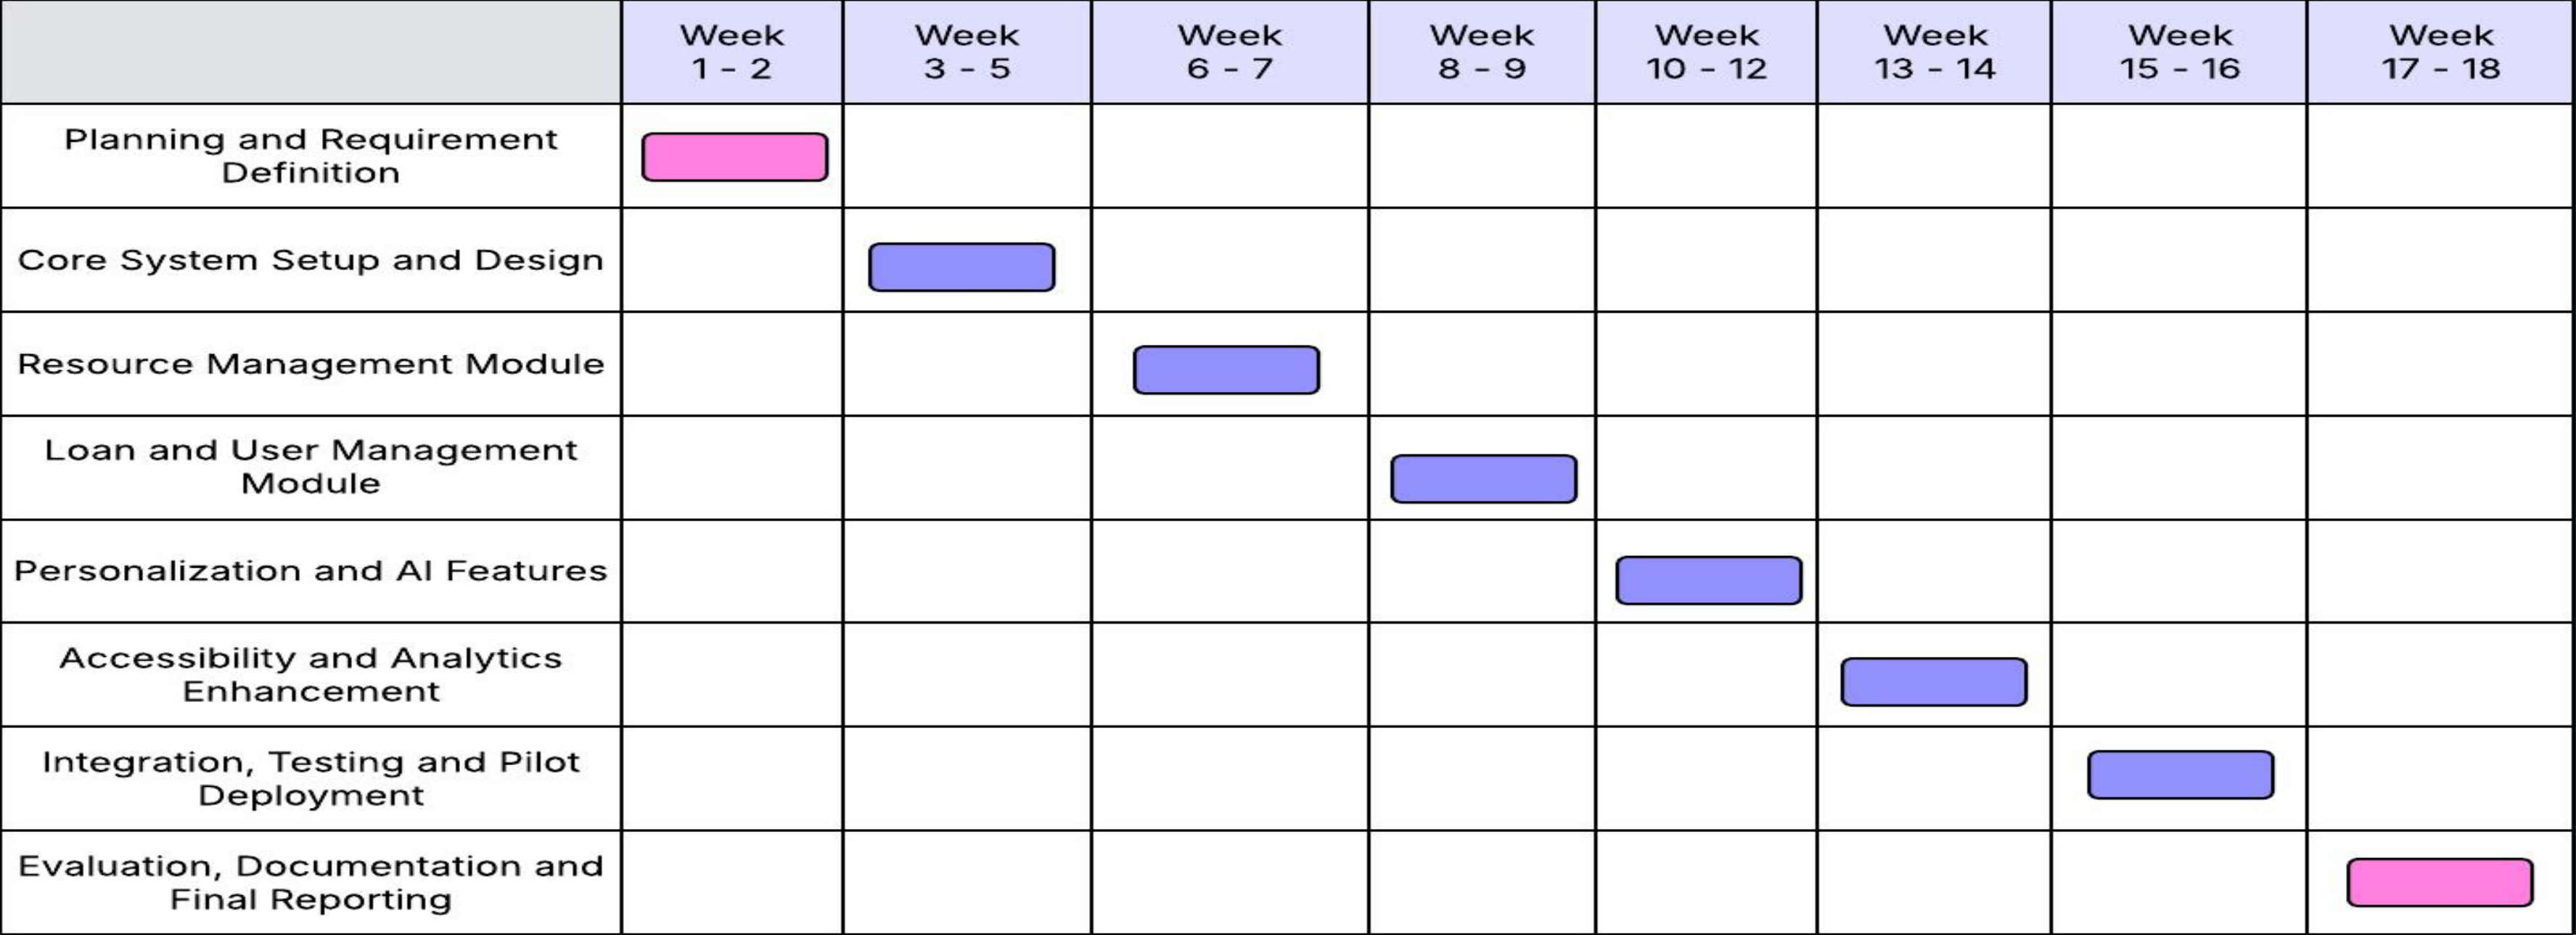 Week
1 - 2
Week
3 - 5
Week
6 - 7
Week
8 - 9
Week
10 - 12
Week
13 - 14
Week
15 - 16
Week
17 - 18
Planning and Requirement
Definition
Core System Setup and Design
Resource Management Module
Loan and User Management
Module
Personalization and AI Features
Accessibility and Analytics
Enhancement
Integration, Testing and Pilot
Deployment
Evaluation, Documentation and
Final Reporting